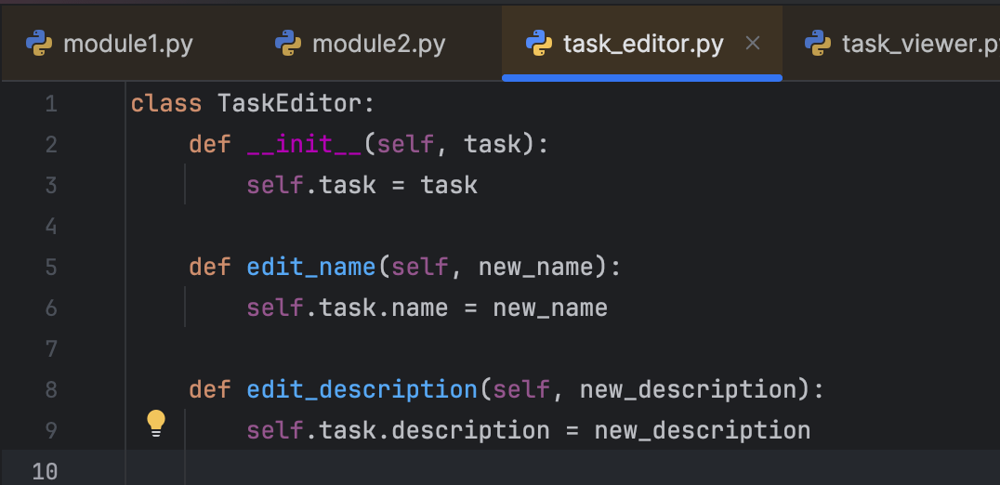 module1.py module2.py task_editor.py × task_viewer.p
1 class TaskEditor:
2     def __init__(self, task):
3         self.task = task
4
5     def edit_name(self, new_name):
6         self.task.name = new_name
7
8     def edit_description(self, new_description):
9         self.task.description = new_description
10